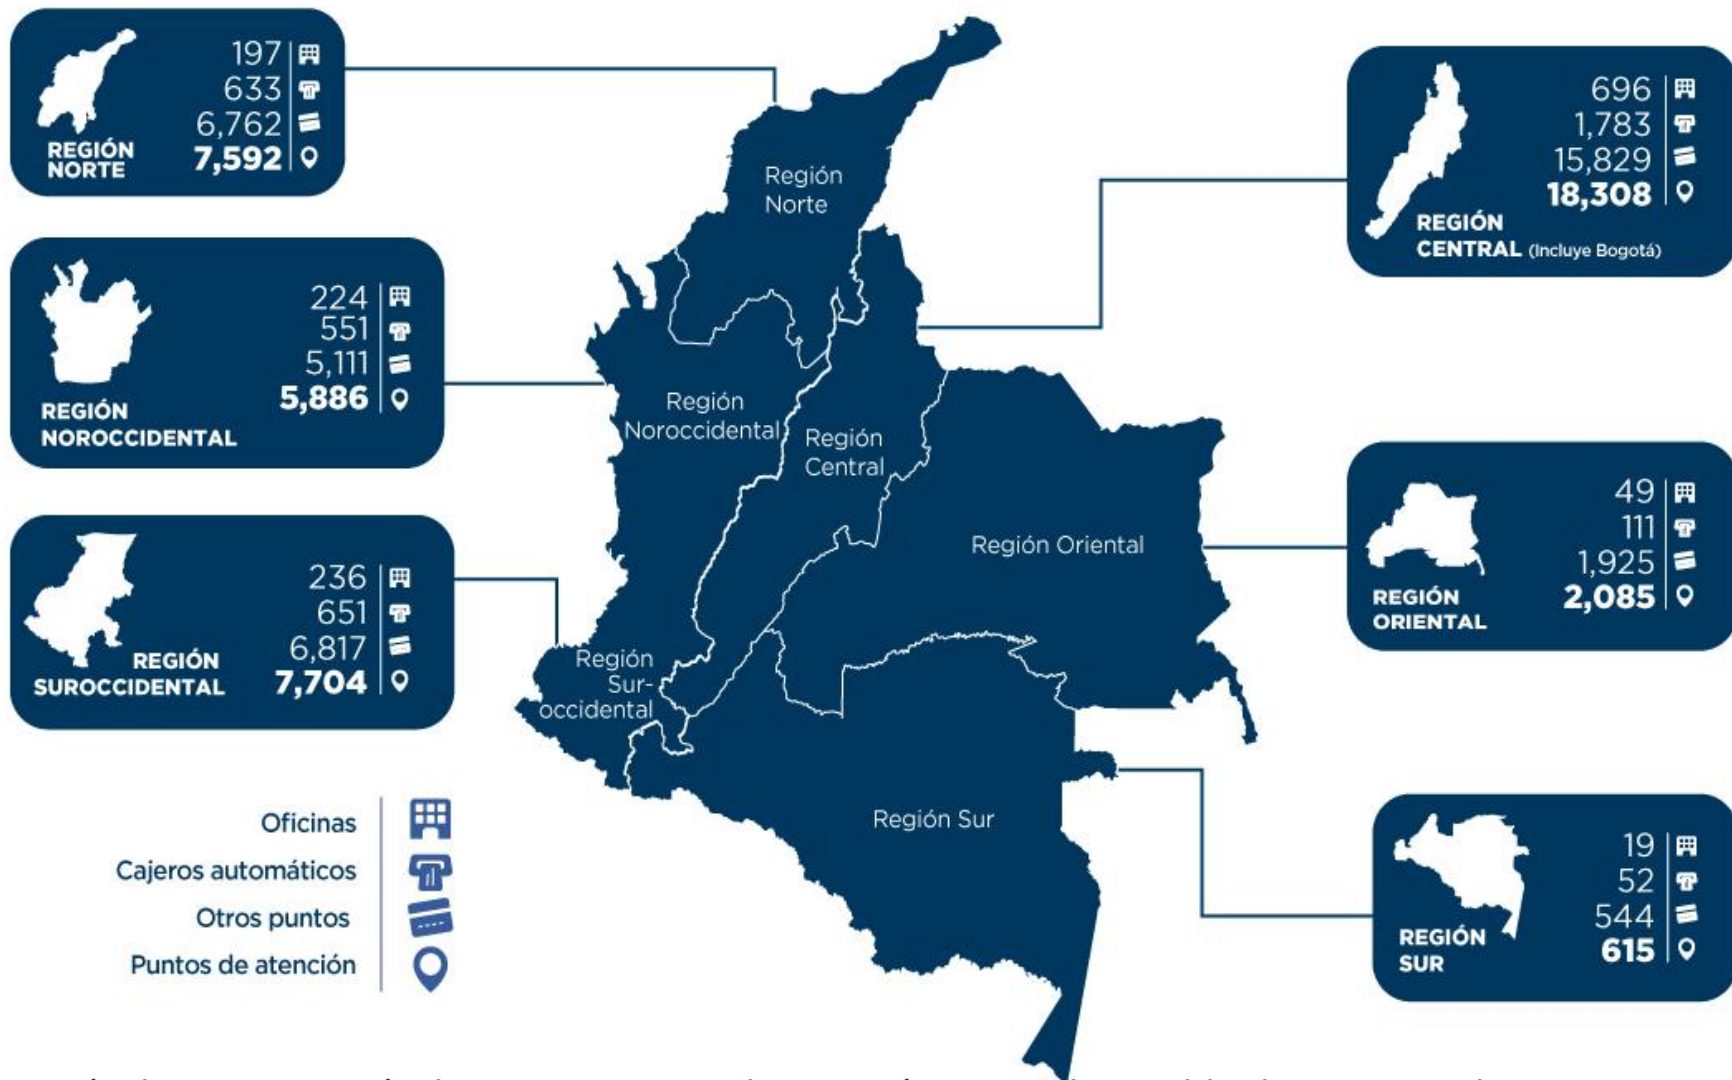 197
633
6,762
7,592
REGIÓN
NORTE
224
551
5,111
5,886
REGIÓN
NOROCCIDENTAL
236
651
6,817
7,704
REGIÓN
SUROCCIDENTAL
Oficinas
Cajeros automáticos
Otros puntos
Puntos de atención
Región
Norte
Región
Noroccidental
Región
Central
Región Oriental
Región
Sur-
occidental
Región Sur
696
1,783
15,829
18,308
REGIÓN
CENTRAL (Incluye Bogotá)
49
111
1,925
2,085
REGIÓN
ORIENTAL
19
52
544
615
REGIÓN
SUR